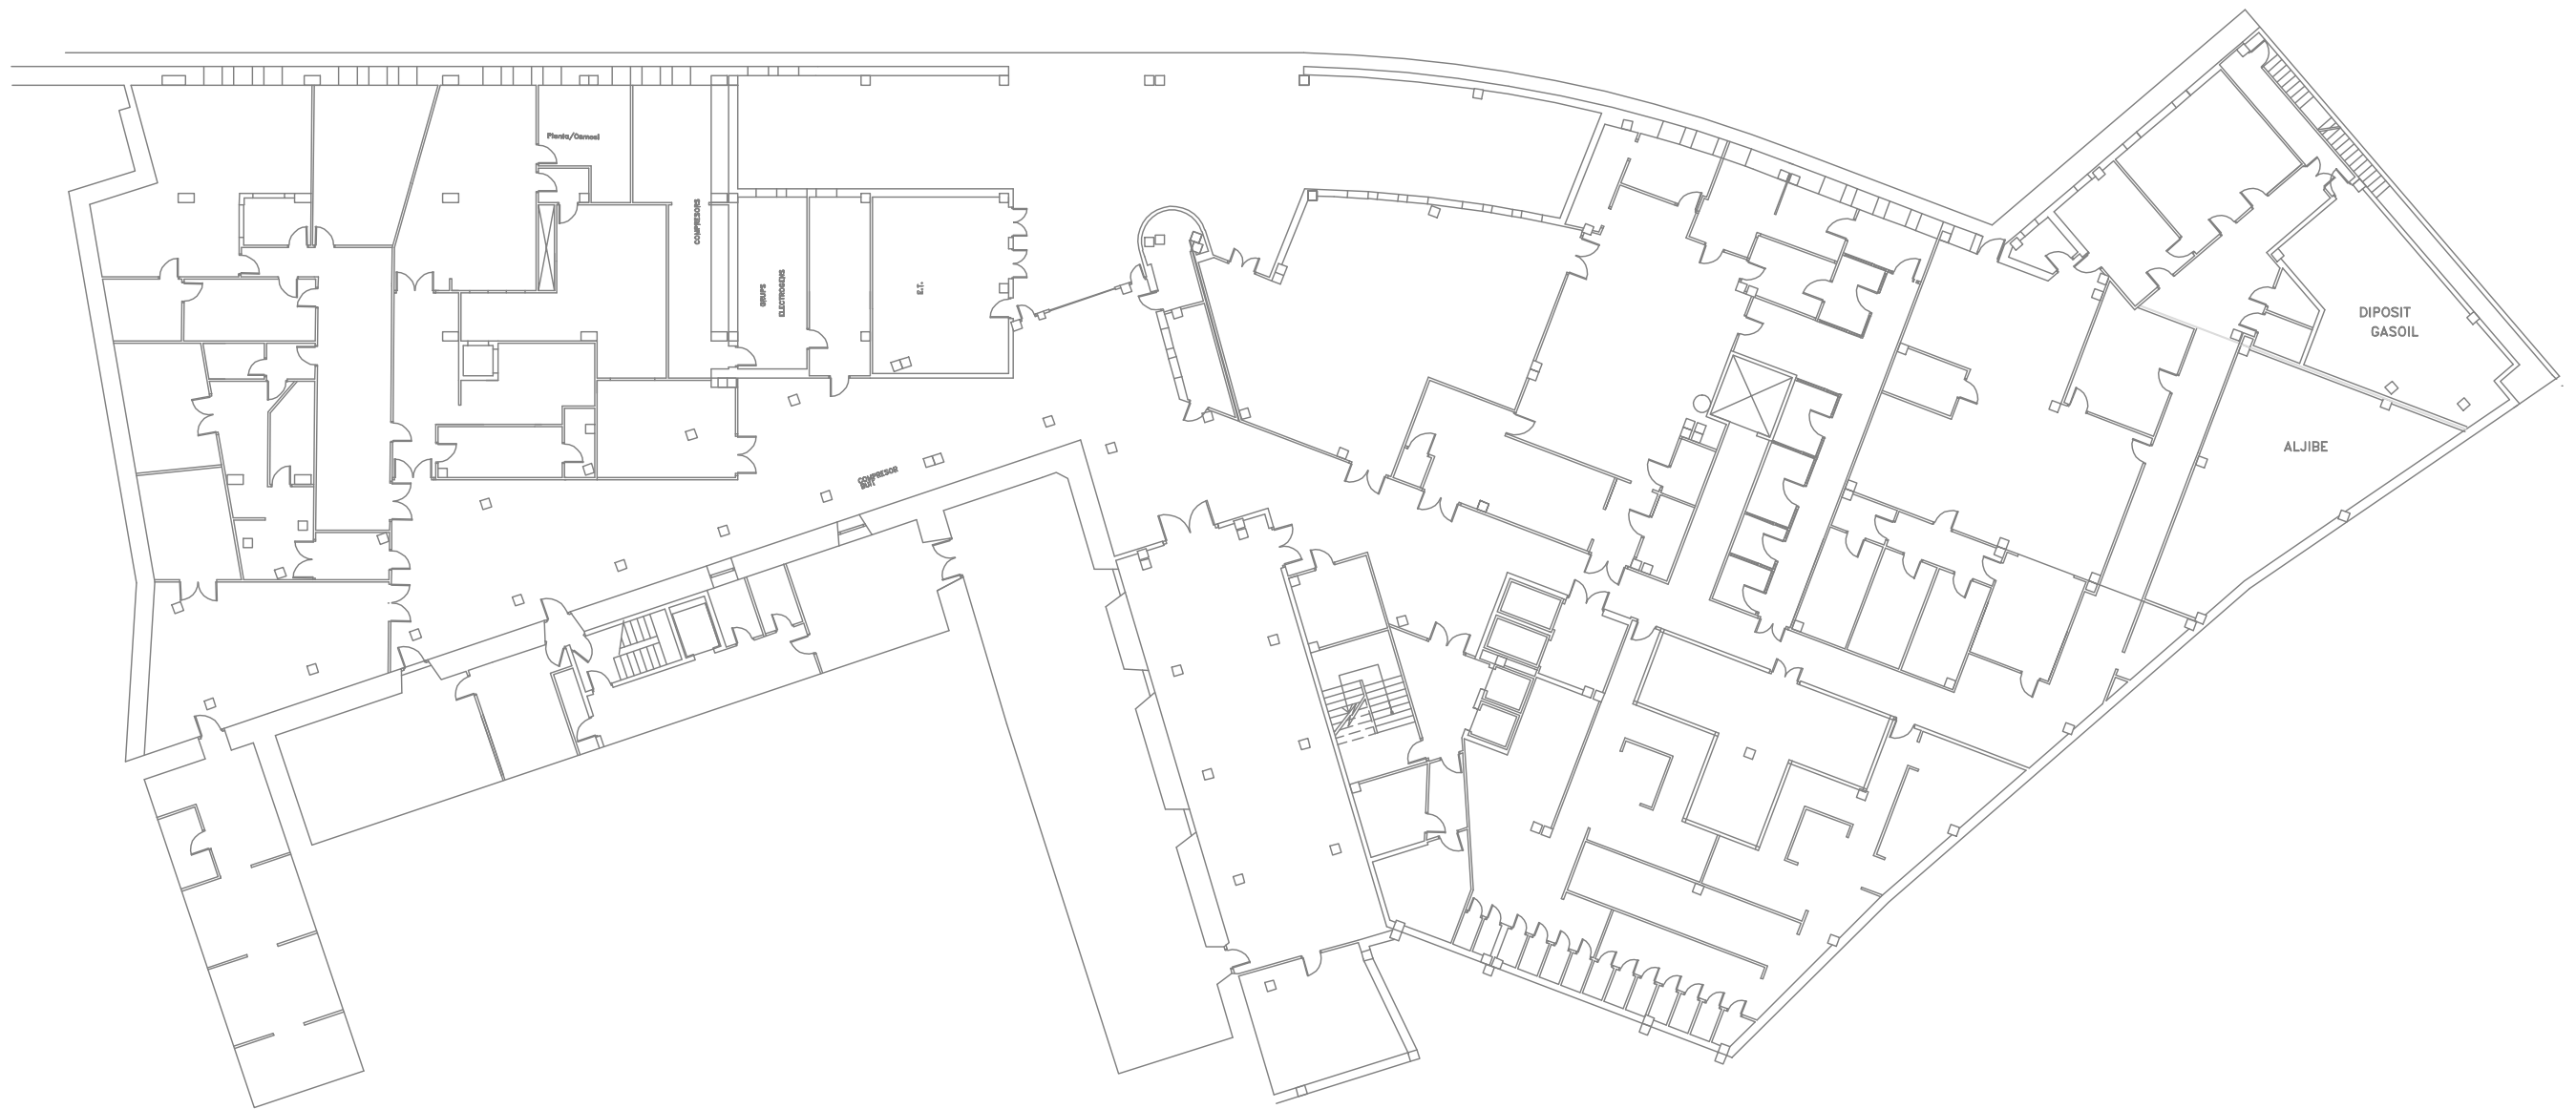 Planta/Osmosi
COMPRESORS
GRUPS
ELECTROGENS
E.T.
DIPOSIT
GASOIL
ALJIBE
COMPRESOR
BUIT